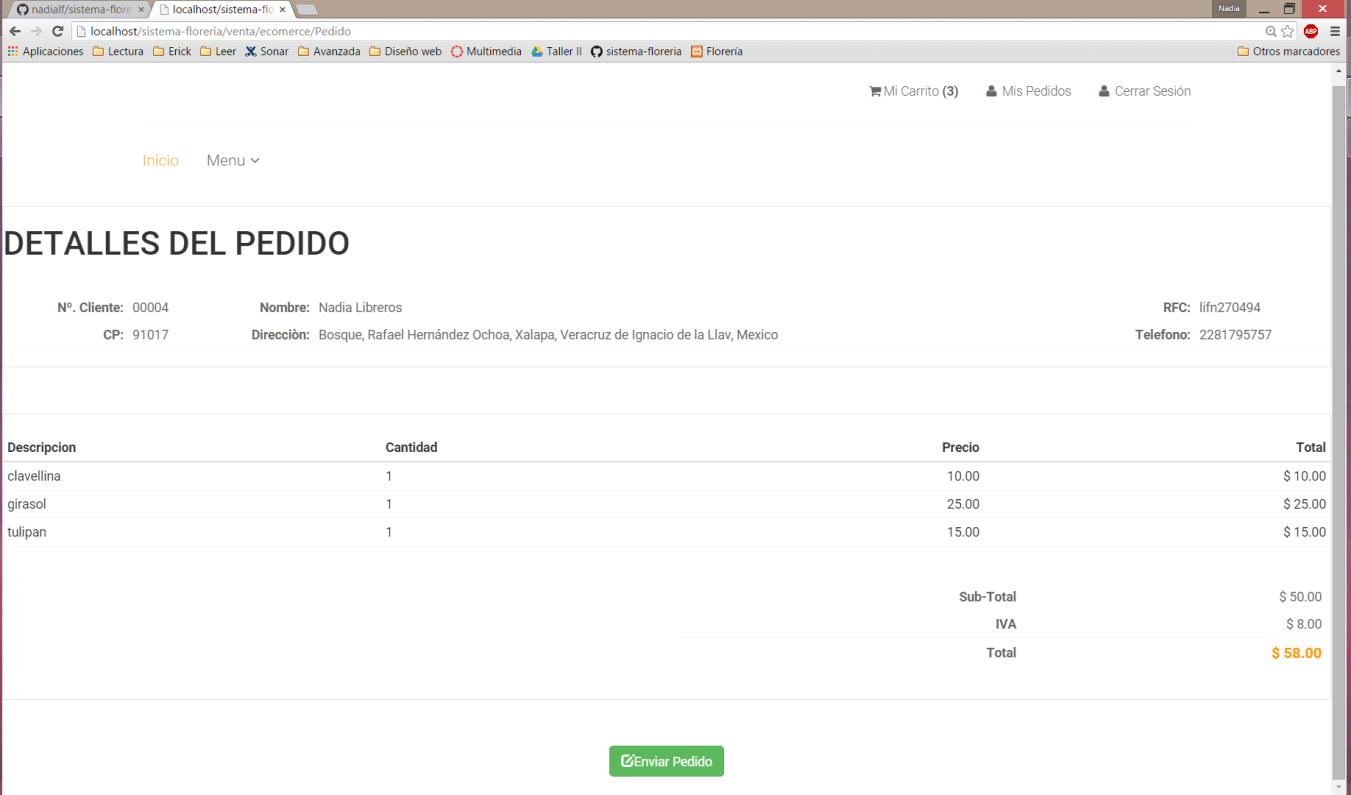 nadialf/sistema-flore
localhost/sistema-flo
Nadia
localhost/sistema-floreria/venta/ecomerce/Pedido
ABP
Aplicaciones Lectura Erick Leer Sonar Avanzada Diseño web Multimedia Taller II sistema-floreria Florería Otros marcadores
Mi Carrito (3) Mis Pedidos Cerrar Sesión
Inicio Menu
DETALLES DEL PEDIDO
Nº. Cliente: 00004 Nombre: Nadia Libreros RFC: lifn270494
CP: 91017 Direcciòn: Bosque, Rafael Hernández Ochoa, Xalapa, Veracruz de Ignacio de la Llav, Mexico Telefono: 2281795757
Descripcion Cantidad Precio Total
clavellina 1 10.00 $ 10.00
girasol 1 25.00 $ 25.00
tulipan 1 15.00 $ 15.00
Sub-Total $ 50.00
IVA $ 8.00
Total $ 58.00
Enviar Pedido